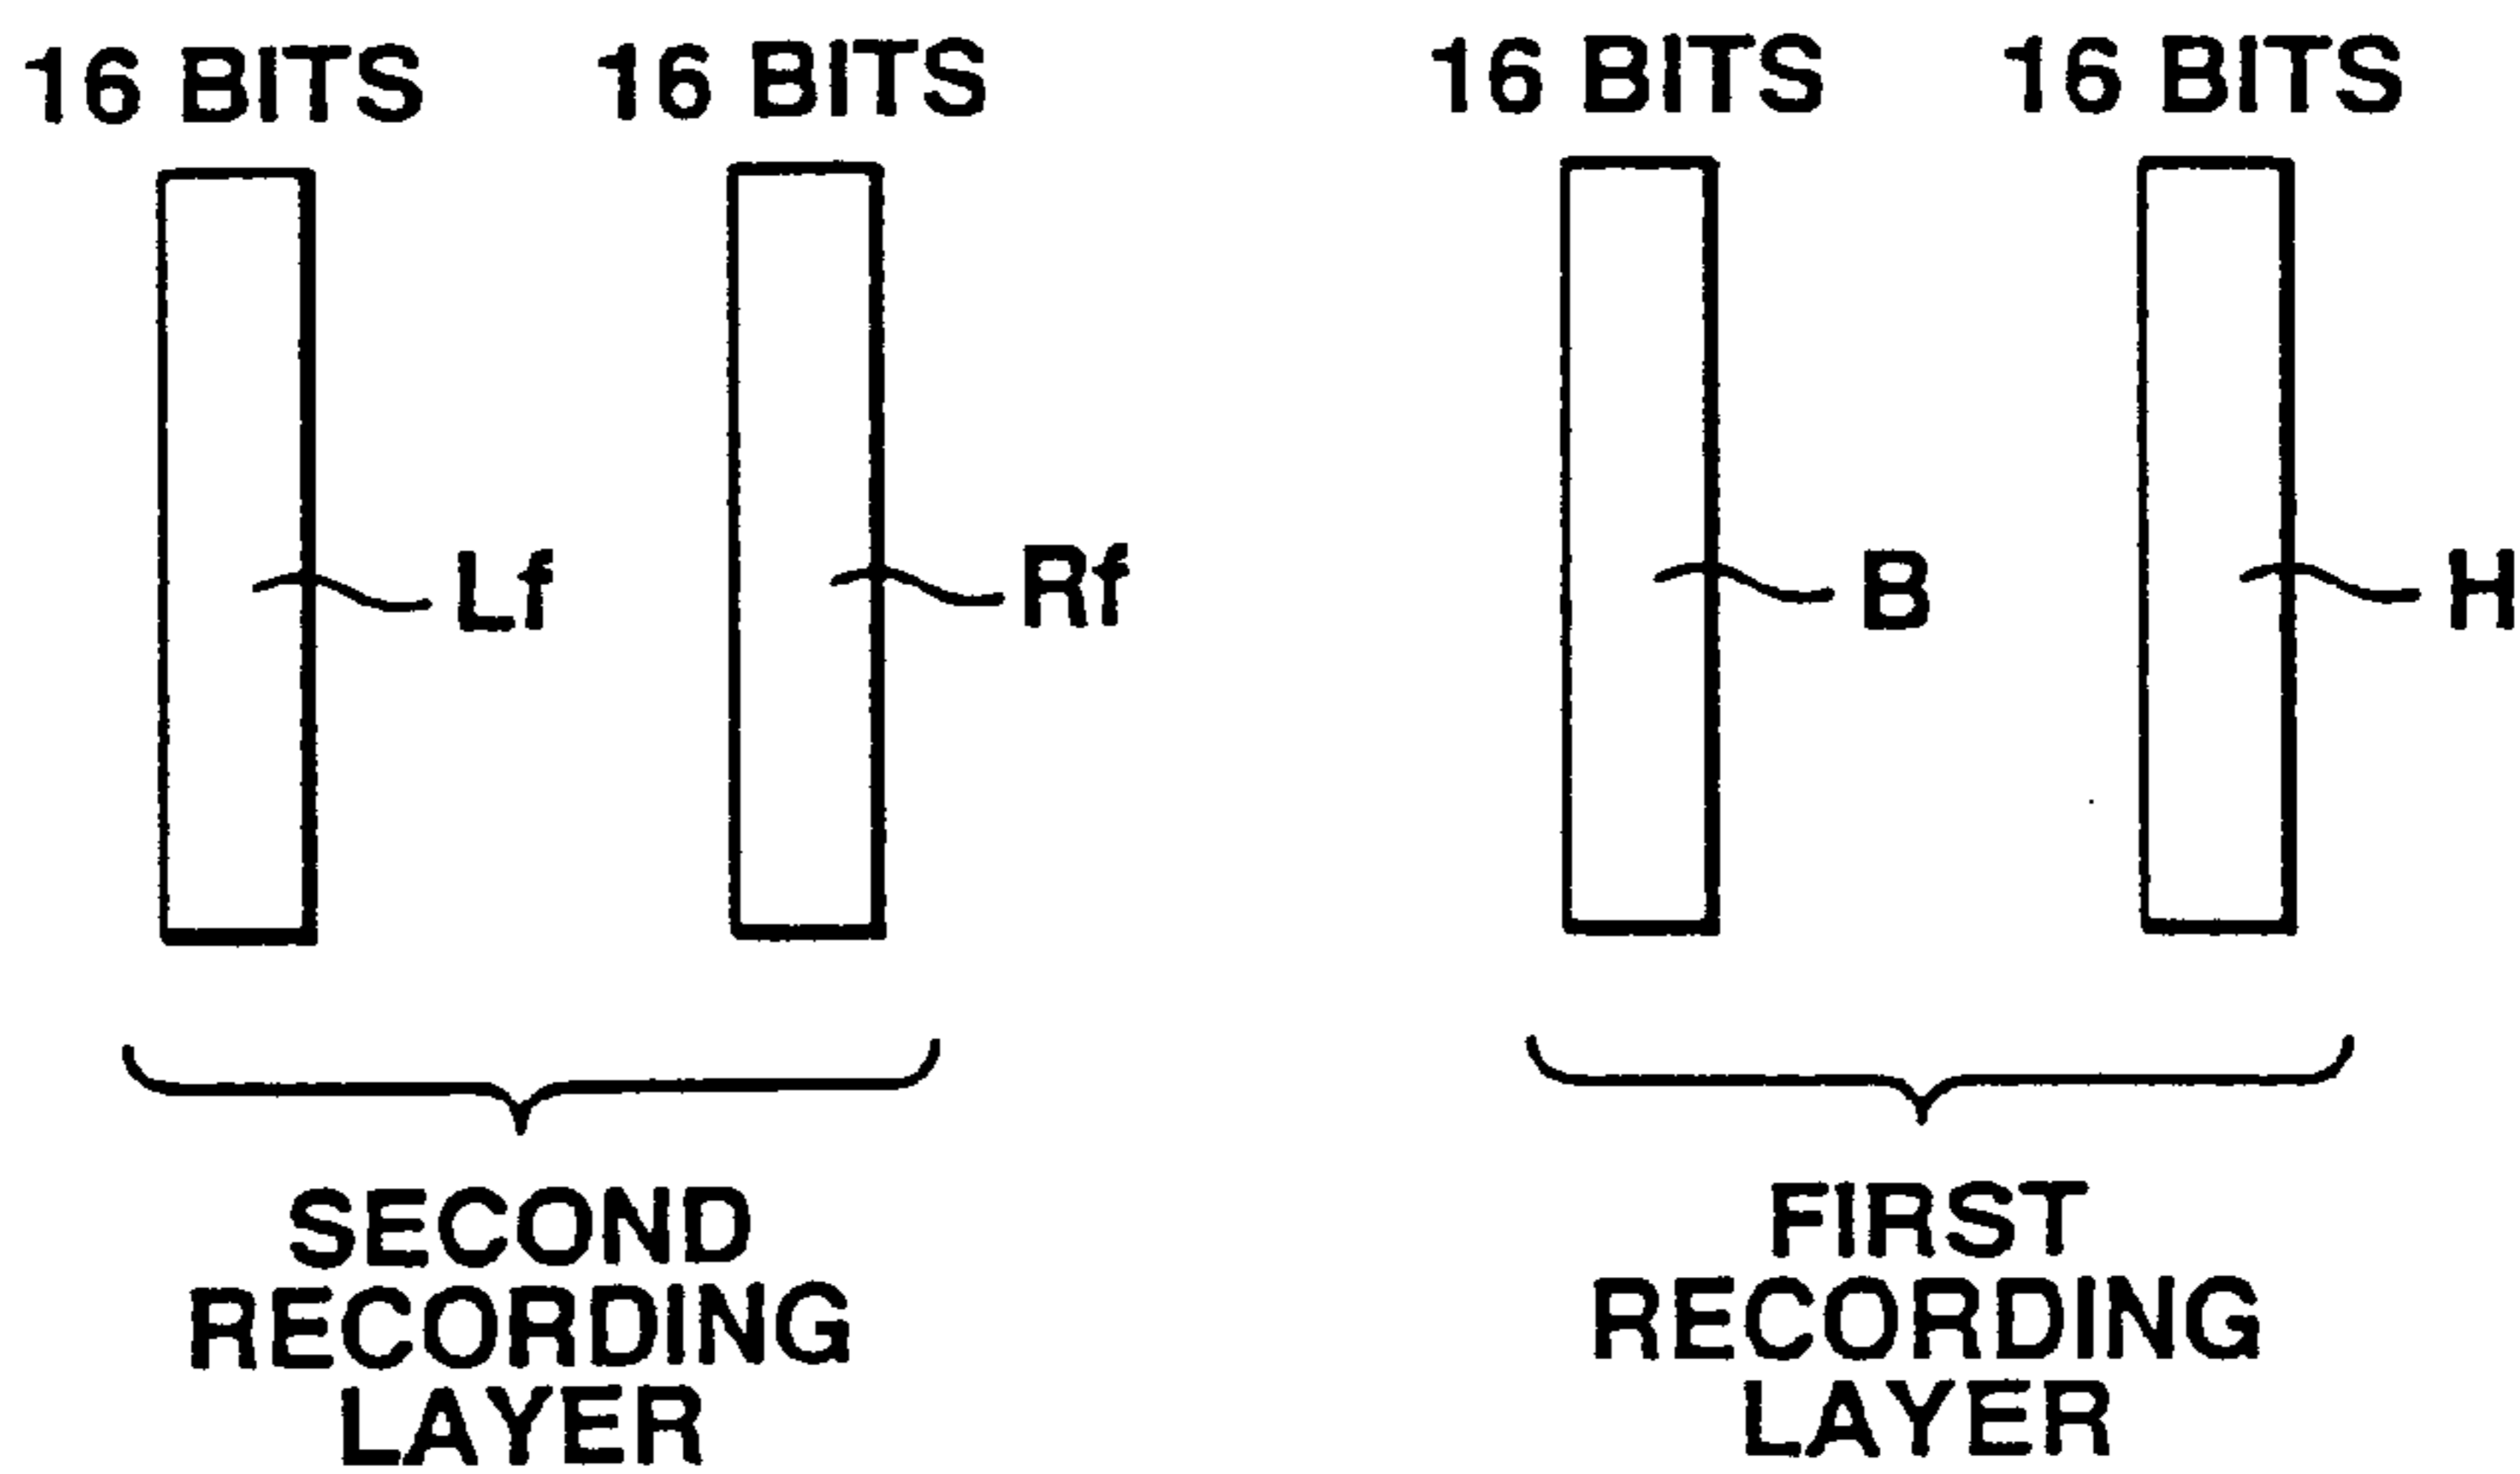 16 BITS 16 BITS 16 BITS 16 BITS
Lf Rf B H
SECOND
RECORDING
LAYER
FIRST
RECORDING
LAYER